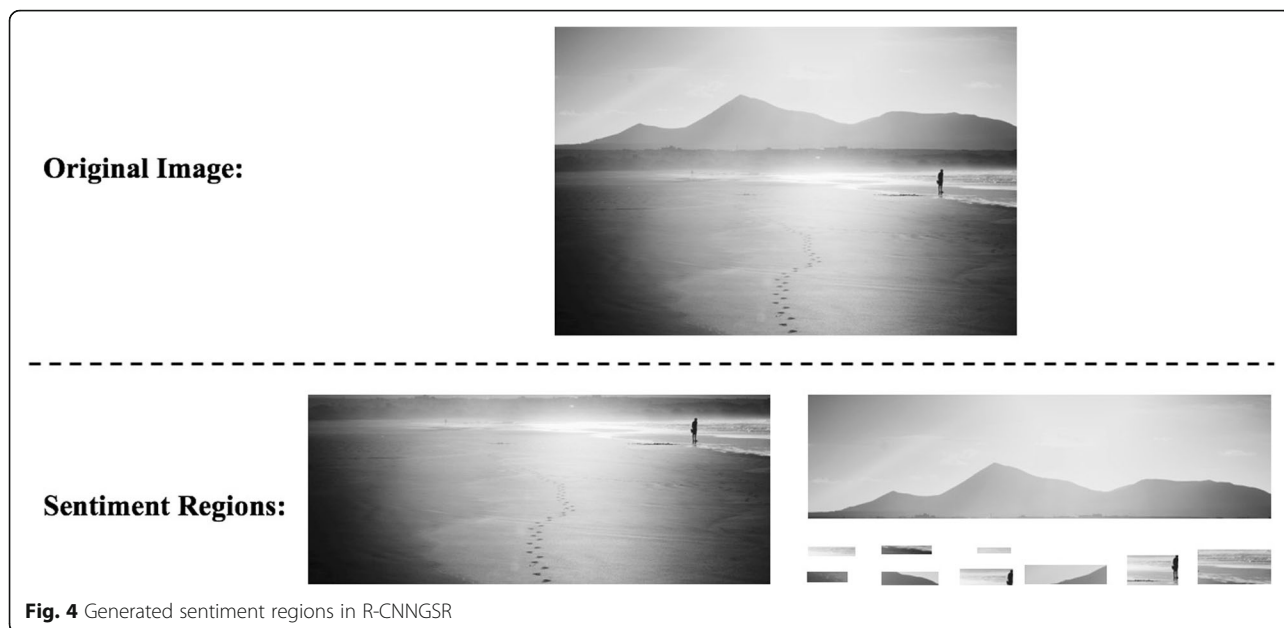 Original Image:
Sentiment Regions:
Fig. 4 Generated sentiment regions in R-CNNGSR